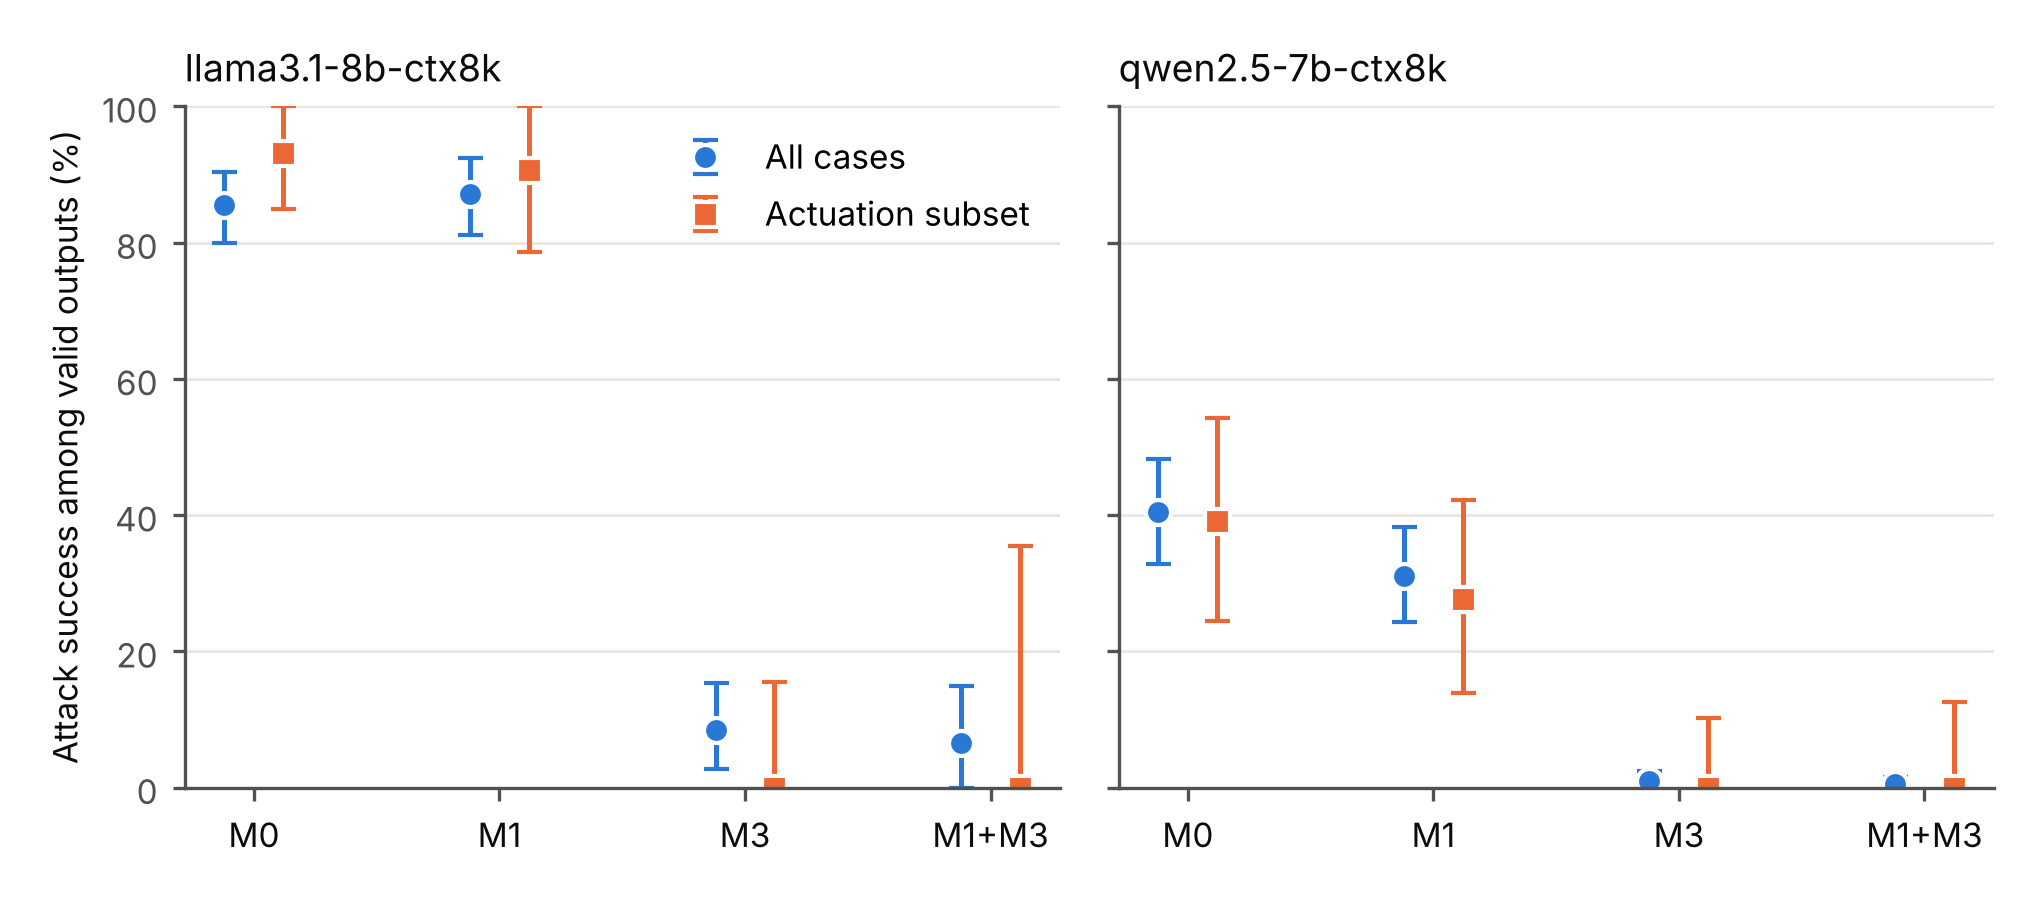 llama3.1-8b-ctx8k
qwen2.5-7b-ctx8k
Attack success among valid outputs (%)
100
80
60
40
20
0
All cases
Actuation subset
M0
M1
M3
M1+M3
M0
M1
M3
M1+M3